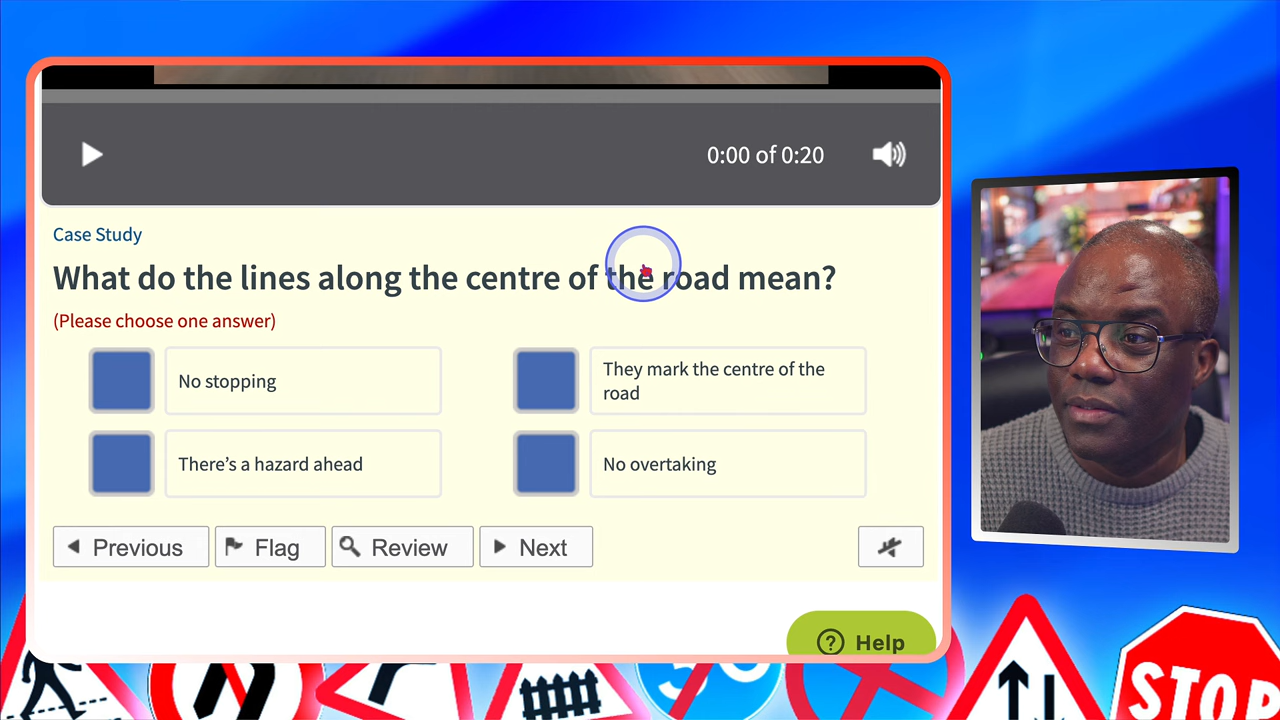 0:00 of 0:20
Case Study
What do the lines along the centre of the road mean?
(Please choose one answer)
No stopping
They mark the centre of the
road
There's a hazard ahead
No overtaking
Previous
Flag
Review
Next
Help
STOP